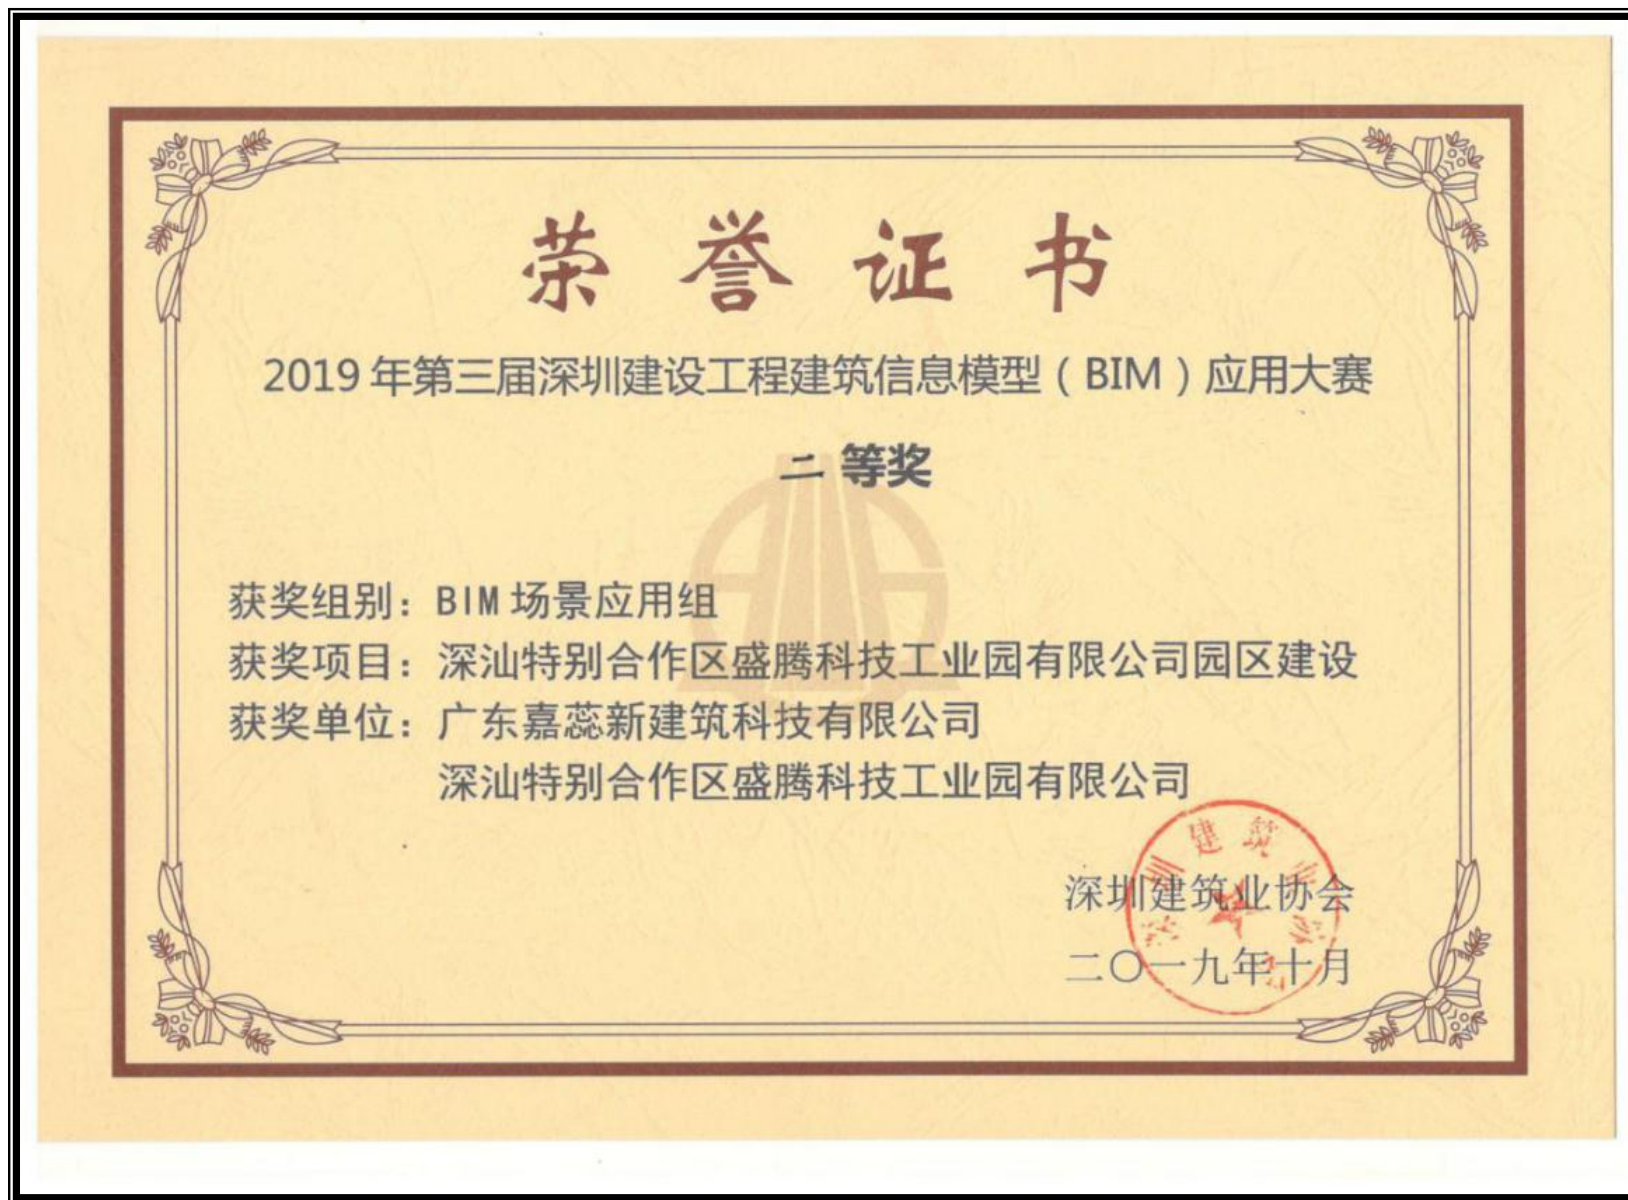 荣誉证书
2019年第三届深圳建设工程建筑信息模型（BIM）应用大赛
二等奖
获奖组别：BIM场景应用组
获奖项目：深汕特别合作区盛腾科技工业园有限公司园区建设
获奖单位：广东嘉蕊新建筑科技有限公司
深汕特别合作区盛腾科技工业园有限公司
深圳建筑业协会
二〇一九年十月